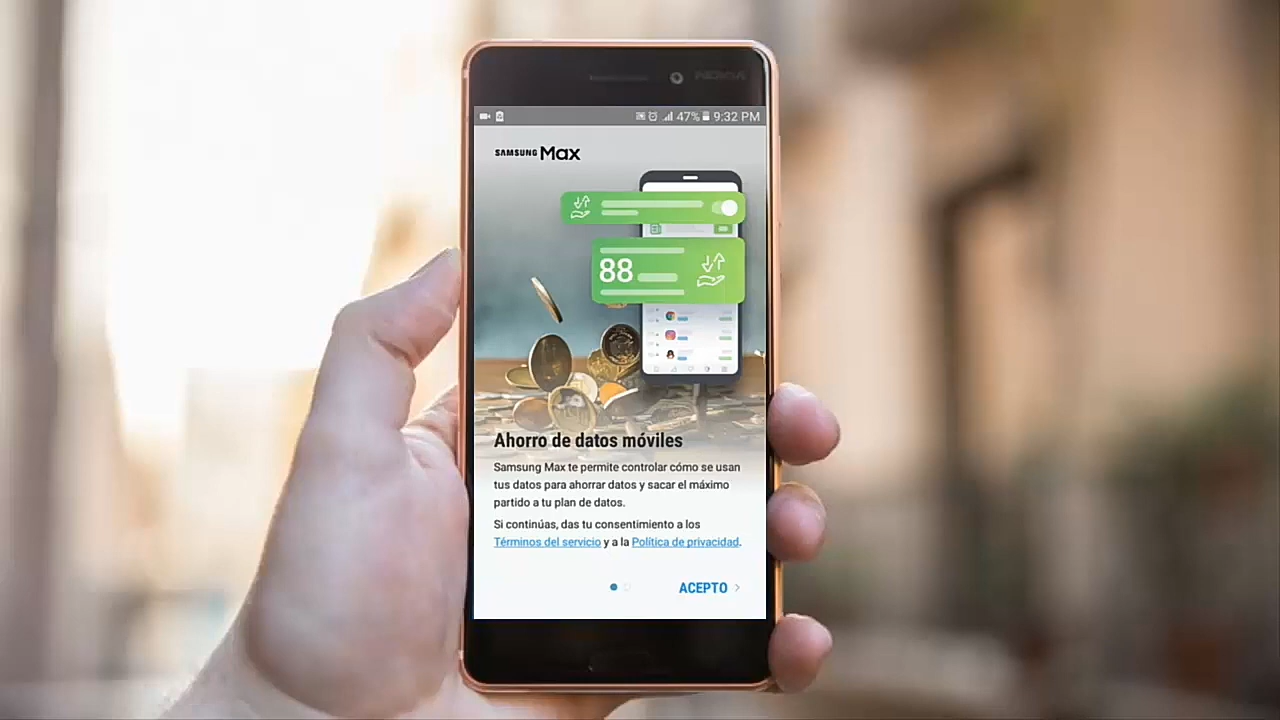 NOKIA
47% 9:32 PM
SAMSUNG Max
88
Ahorro de datos móviles
Samsung Max te permite controlar cómo se usan
tus datos para ahorrar datos y sacar el máximo
partido a tu plan de datos.
Si continúas, das tu consentimiento a los
Términos del servicio y a la Política de privacidad.
ACEPTO